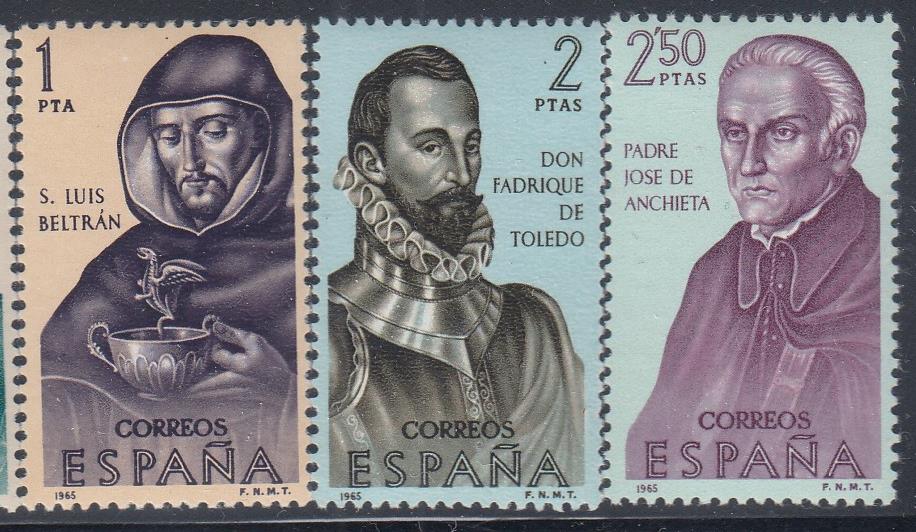 1
PTA
S. LUIS
BELTRÁN
CORREOS
ESPAÑA
1965 F.N.M.T.
2
PTAS
DON
FADRIQUE
DE
TOLEDO
CORREOS
ESPAÑA
1965 F.N.M.T.
2'50
PTAS
PADRE
JOSE DE
ANCHIETA
CORREOS
ESPAÑA
1965 F.N.M.T.